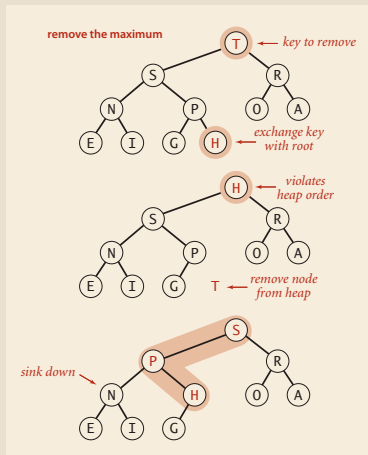 remove the maximum
T
key to remove
S R
N P O A
E I G H
exchange key
with root
H
violates
heap order
S R
N P O A
E I G T
remove node
from heap
S
P R
sink down
N H O A
E I G